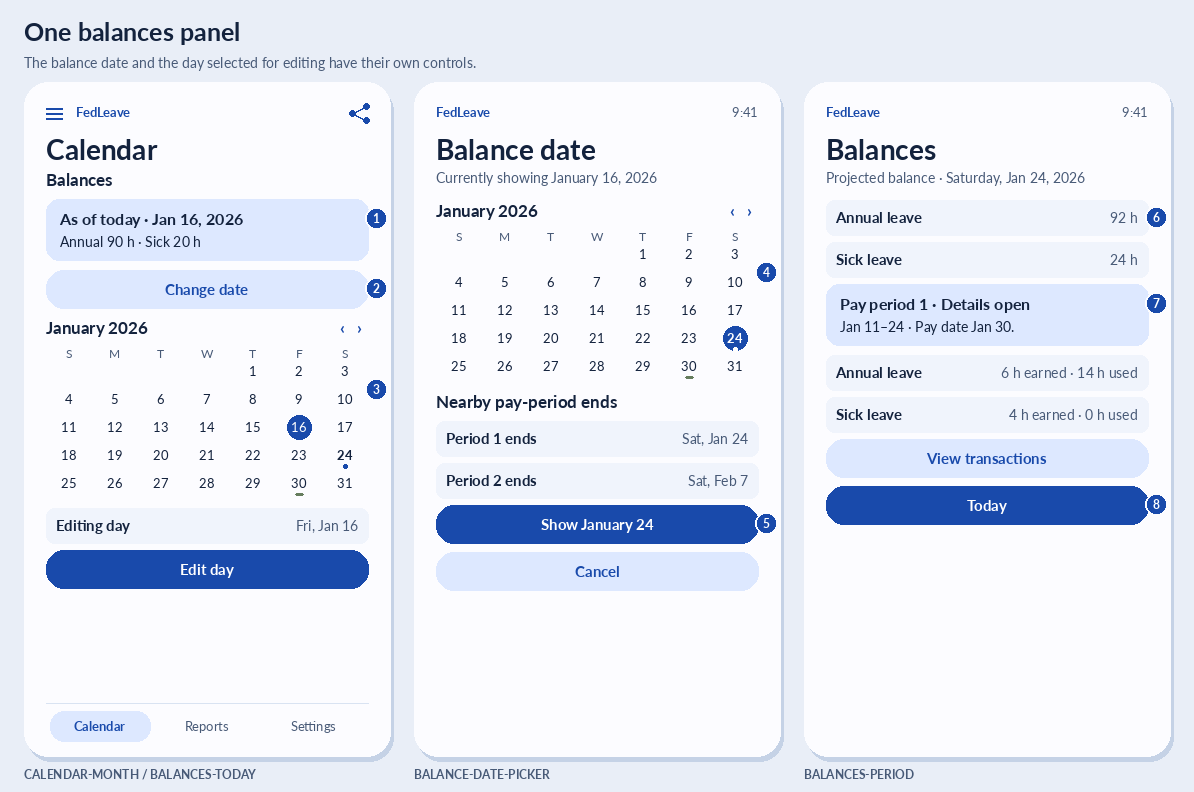 One balances panel
The balance date and the day selected for editing have their own controls.
FedLeave
Calendar
Balances
As of today · Jan 16, 2026
Annual 90 h · Sick 20 h
1
Change date
2
January 2026 ‹ ›
S M T W T F S
1 2 3
3
4 5 6 7 8 9 10
11 12 13 14 15 16 17
18 19 20 21 22 23 24
25 26 27 28 29 30 31
Editing day Fri, Jan 16
Edit day
Calendar Reports Settings
CALENDAR-MONTH / BALANCES-TODAY
FedLeave 9:41
Balance date
Currently showing January 16, 2026
January 2026 ‹ ›
S M T W T F S
1 2 3
4
4 5 6 7 8 9 10
11 12 13 14 15 16 17
18 19 20 21 22 23 24
25 26 27 28 29 30 31
Nearby pay-period ends
Period 1 ends Sat, Jan 24
Period 2 ends Sat, Feb 7
Show January 24
5
Cancel
BALANCE-DATE-PICKER
FedLeave 9:41
Balances
Projected balance · Saturday, Jan 24, 2026
Annual leave 92 h
6
Sick leave 24 h
Pay period 1 · Details open
7
Jan 11–24 · Pay date Jan 30.
Annual leave 6 h earned · 14 h used
Sick leave 4 h earned · 0 h used
View transactions
Today
8
BALANCES-PERIOD